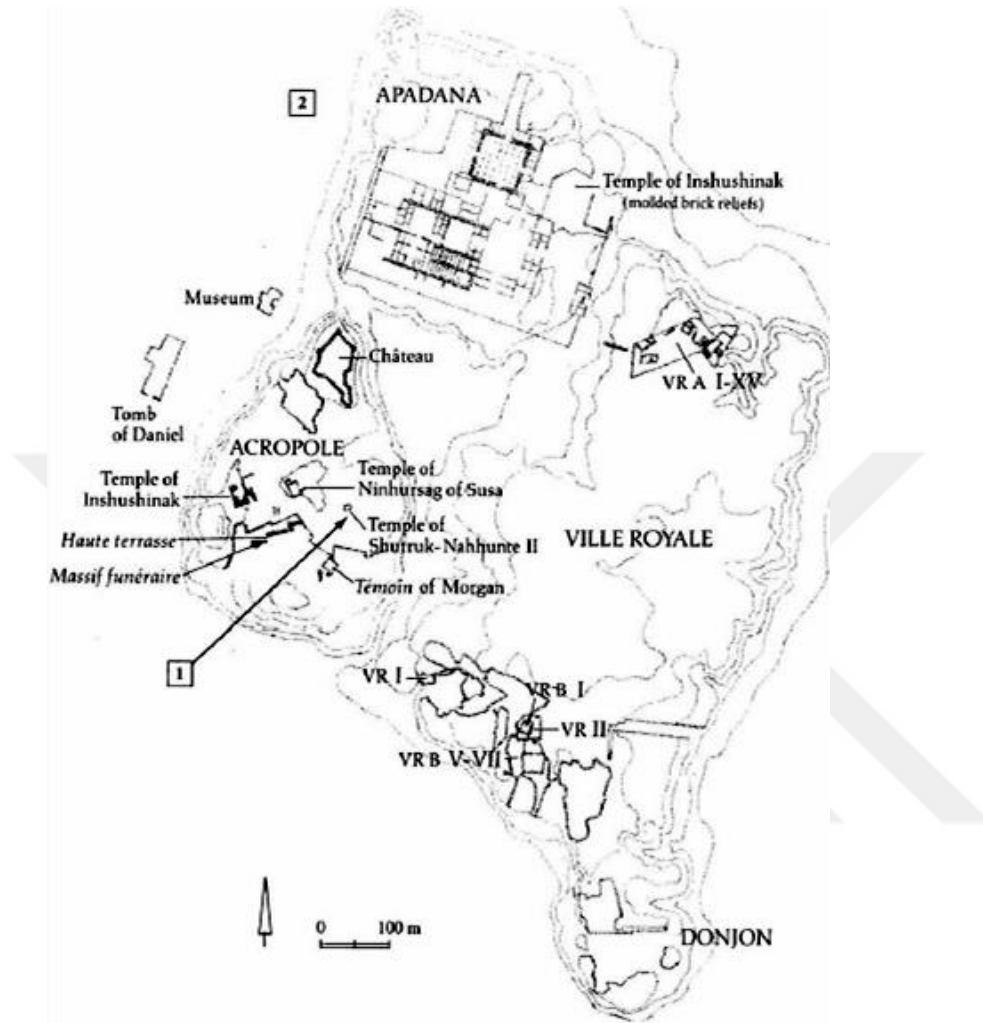 2
APADANA
Temple of Inshushinak
(molded brick reliefs)
Museum
Château
VR A I-XV
Tomb
of Daniel
ACROPOLE
Temple of
Inshushinak
Temple of
Ninhursag of Susa
Temple of
Shutruk-Nahhunte II
VILLE ROYALE
Haute terrasse
Massif funéraire
Témoin of Morgan
1
VR I
VR B I
VR II
VR B V-VII
0 100 m
DONJON